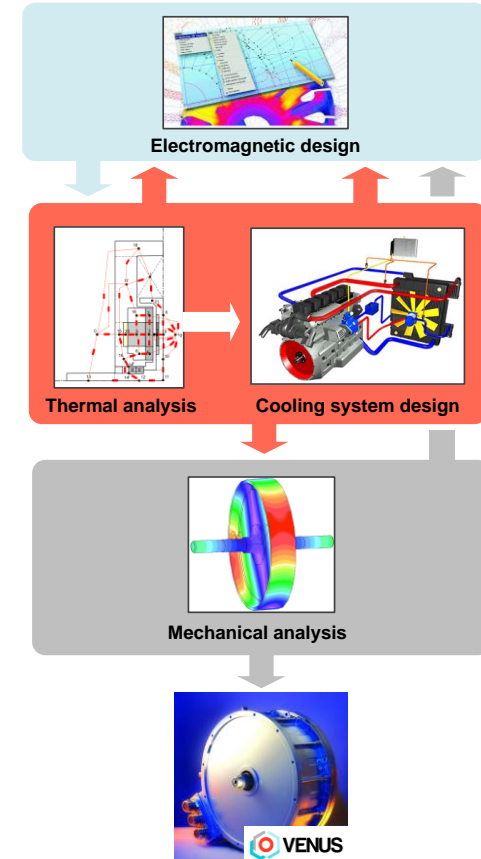 Electromagnetic design
Thermal analysis
Cooling system design
Mechanical analysis
VENUS